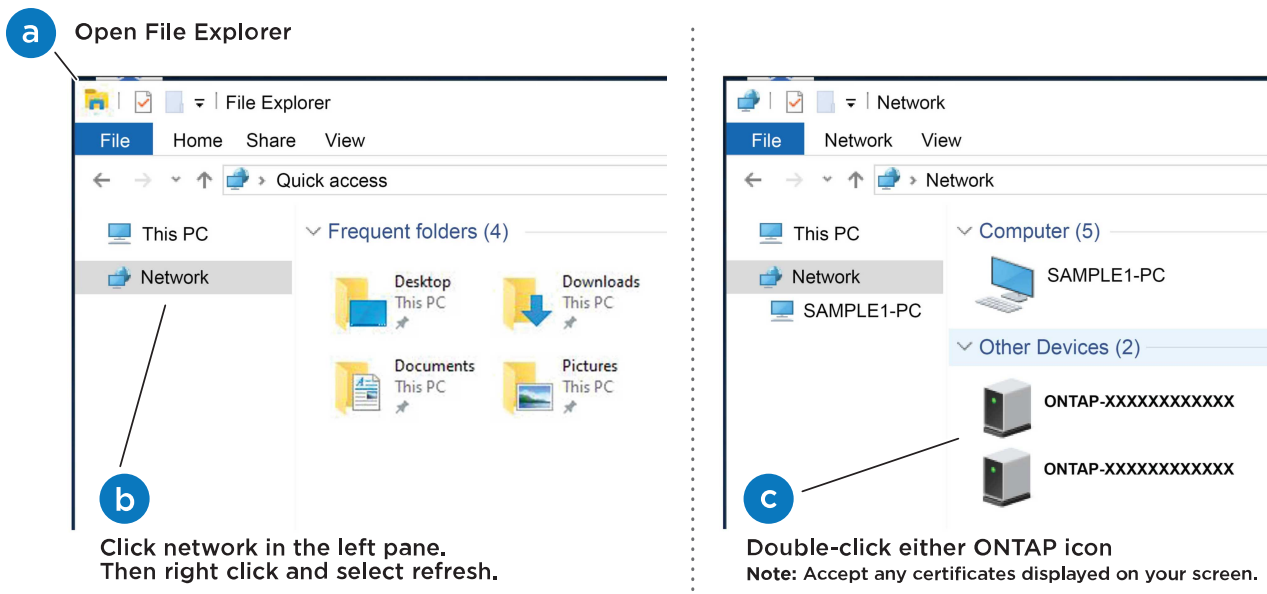 a
Open File Explorer
File Explorer
File Home Share View
Quick access
This PC
Network
Frequent folders (4)
Desktop
This PC
Downloads
This PC
Documents
This PC
Pictures
This PC
b
Click network in the left pane.
Then right click and select refresh.
Network
File Network View
Network
This PC
Network
SAMPLE1-PC
Computer (5)
SAMPLE1-PC
Other Devices (2)
ONTAP-XXXXXXXXXXXX
ONTAP-XXXXXXXXXXXX
c
Double-click either ONTAP icon
Note: Accept any certificates displayed on your screen.